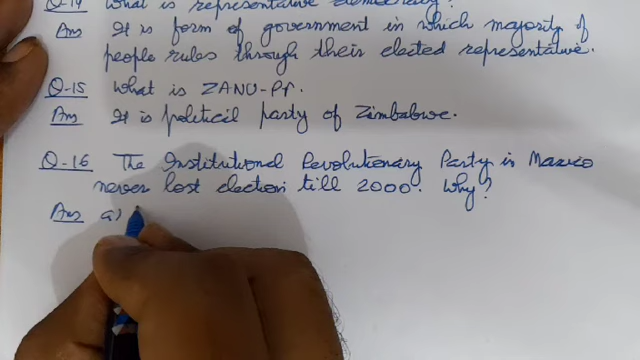 Q-14 What is representative democracy?
Ans It is form of government in which majority of
people rules through their elected representative.
Q-15 What is ZANU-PF.
Ans It is political party of Zimbabwe.
Q-16 The Institutional Revolutionary Party in Mexico
never lost election till 2000. Why?
Ans a)